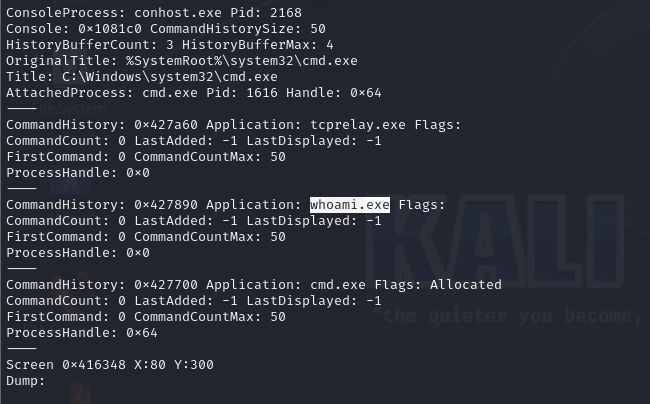 ConsoleProcess: conhost.exe Pid: 2168
Console: 0×1081c0 CommandHistorySize: 50
HistoryBufferCount: 3 HistoryBufferMax: 4
OriginalTitle: %SystemRoot%\system32\cmd.exe
Title: C:\Windows\system32\cmd.exe
AttachedProcess: cmd.exe Pid: 1616 Handle: 0×64
----
File System
CommandHistory: 0×427a60 Application: tcprelay.exe Flags:
CommandCount: 0 LastAdded: -1 LastDisplayed: -1
FirstCommand: 0 CommandCountMax: 50
ProcessHandle: 0×0
----
CommandHistory: 0×427890 Application: whoami.exe Flags:
CommandCount: 0 LastAdded: -1 LastDisplayed: -1
FirstCommand: 0 CommandCountMax: 50
ProcessHandle: 0×0
----
CommandHistory: 0×427700 Application: cmd.exe Flags: Allocated
CommandCount: 0 LastAdded: -1 LastDisplayed: -1
FirstCommand: 0 CommandCountMax: 50
ProcessHandle: 0×64
----
Screen 0×416348 X:80 Y:300
Dump:
KALI
"the quieter you become,